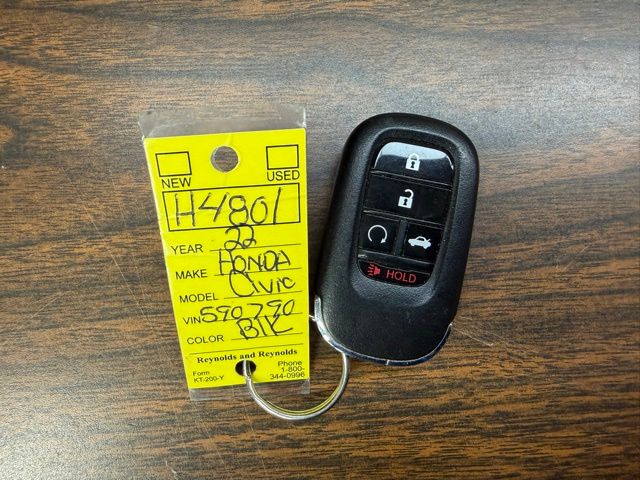 NEW USED
H4801
YEAR 22
MAKE HONDA
MODEL Civic
VIN 590790
COLOR BlK
Reynolds and Reynolds
Form KT-200-Y
Phone 1-800-344-0996
HOLD